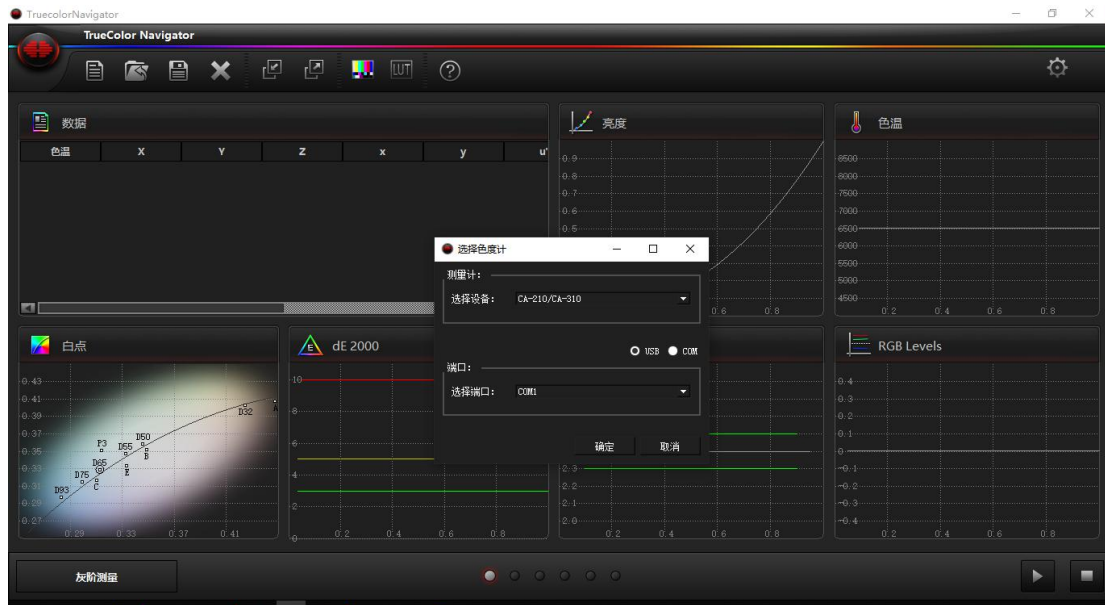 TruecolorNavigator
TrueColor Navigator
LUT
数据
亮度
色温
色温 X Y Z x y u'
0.9
0.8
0.7
0.6
0.5
0.6 0.8
8500
8000
7500
7000
6500
6000
5500
5000
4500
0.2 0.4 0.6 0.8
选择色度计
测量计：
选择设备： CA-210/CA-310
USB COM
端口：
选择端口： COM1
确定 取消
白点
0.43
0.41
0.39
0.37
0.35
0.33
0.31
0.29
0.27
0.29 0.33 0.37 0.41
A
D32
D50
P3 D55
B
D65
E
D75
C
D93
dE 2000
10
8
6
4
2
0
0.2 0.4 0.6 0.8
2.3
2.2
2.1
2.0
0.2 0.4 0.6 0.8
RGB Levels
0.4
0.3
0.2
0.1
0
-0.1
-0.2
-0.3
-0.4
0.2 0.4 0.6 0.8
灰阶测量